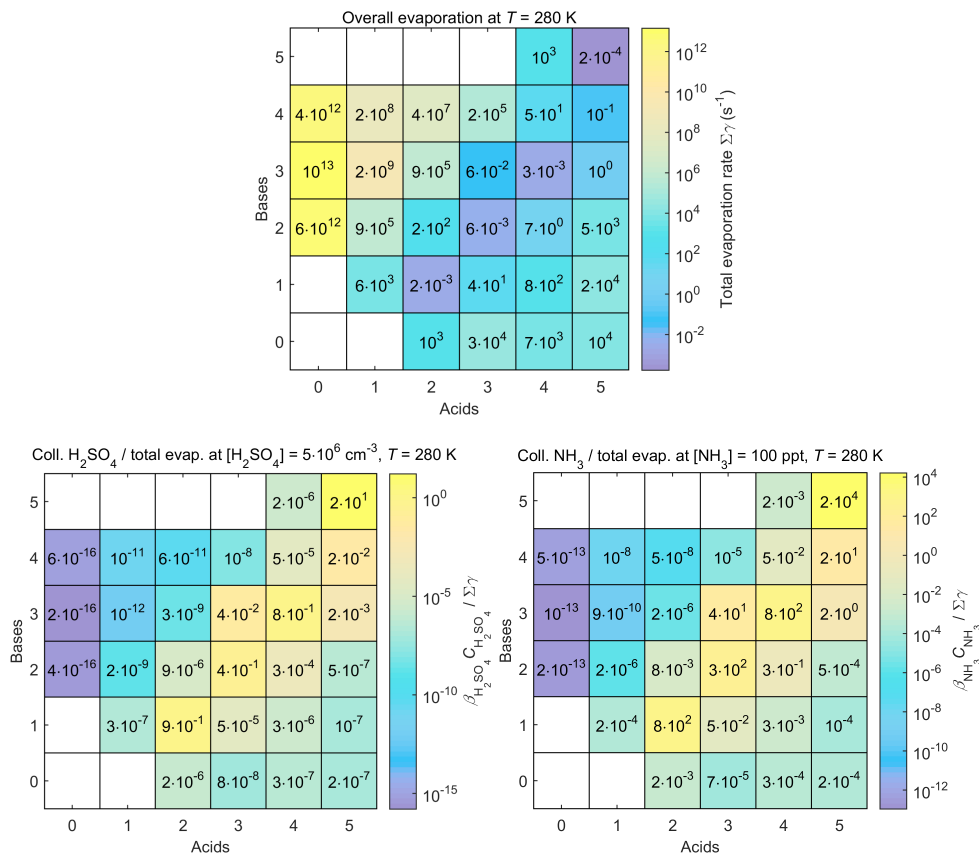 Overall evaporation at T = 280 K
5 10^3 2·10^-4
4 4·10^12 2·10^8 4·10^7 2·10^5 5·10^1 10^-1
3 10^13 2·10^9 9·10^5 6·10^-2 3·10^-3 10^0
2 6·10^12 9·10^5 2·10^2 6·10^-3 7·10^0 5·10^3
1 6·10^3 2·10^-3 4·10^1 8·10^2 2·10^4
0 10^3 3·10^4 7·10^3 10^4
0 1 2 3 4 5
Acids
Bases
10^12
10^10
10^8
10^6
10^4
10^2
10^0
10^-2
Total evaporation rate Σγ (s^-1)
Coll. H_2SO_4 / total evap. at [H_2SO_4] = 5·10^6 cm^-3, T = 280 K
5 2·10^-6 2·10^1
4 6·10^-16 10^-11 6·10^-11 10^-8 5·10^-5 2·10^-2
3 2·10^-16 10^-12 3·10^-9 4·10^-2 8·10^-1 2·10^-3
2 4·10^-16 2·10^-9 9·10^-6 4·10^-1 3·10^-4 5·10^-7
1 3·10^-7 9·10^-1 5·10^-5 3·10^-6 10^-7
0 2·10^-6 8·10^-8 3·10^-7 2·10^-7
0 1 2 3 4 5
Acids
Bases
10^0
10^-5
10^-10
10^-15
β_H_2SO_4 C_H_2SO_4 / Σγ
Coll. NH_3 / total evap. at [NH_3] = 100 ppt, T = 280 K
5 2·10^-3 2·10^4
4 5·10^-13 10^-8 5·10^-8 10^-5 5·10^-2 2·10^1
3 10^-13 9·10^-10 2·10^-6 4·10^1 8·10^2 2·10^0
2 2·10^-13 2·10^-6 8·10^-3 3·10^2 3·10^-1 5·10^-4
1 2·10^-4 8·10^2 5·10^-2 3·10^-3 10^-4
0 2·10^-3 7·10^-5 3·10^-4 2·10^-4
0 1 2 3 4 5
Acids
Bases
10^4
10^2
10^0
10^-2
10^-4
10^-6
10^-8
10^-10
10^-12
β_NH_3 C_NH_3 / Σγ